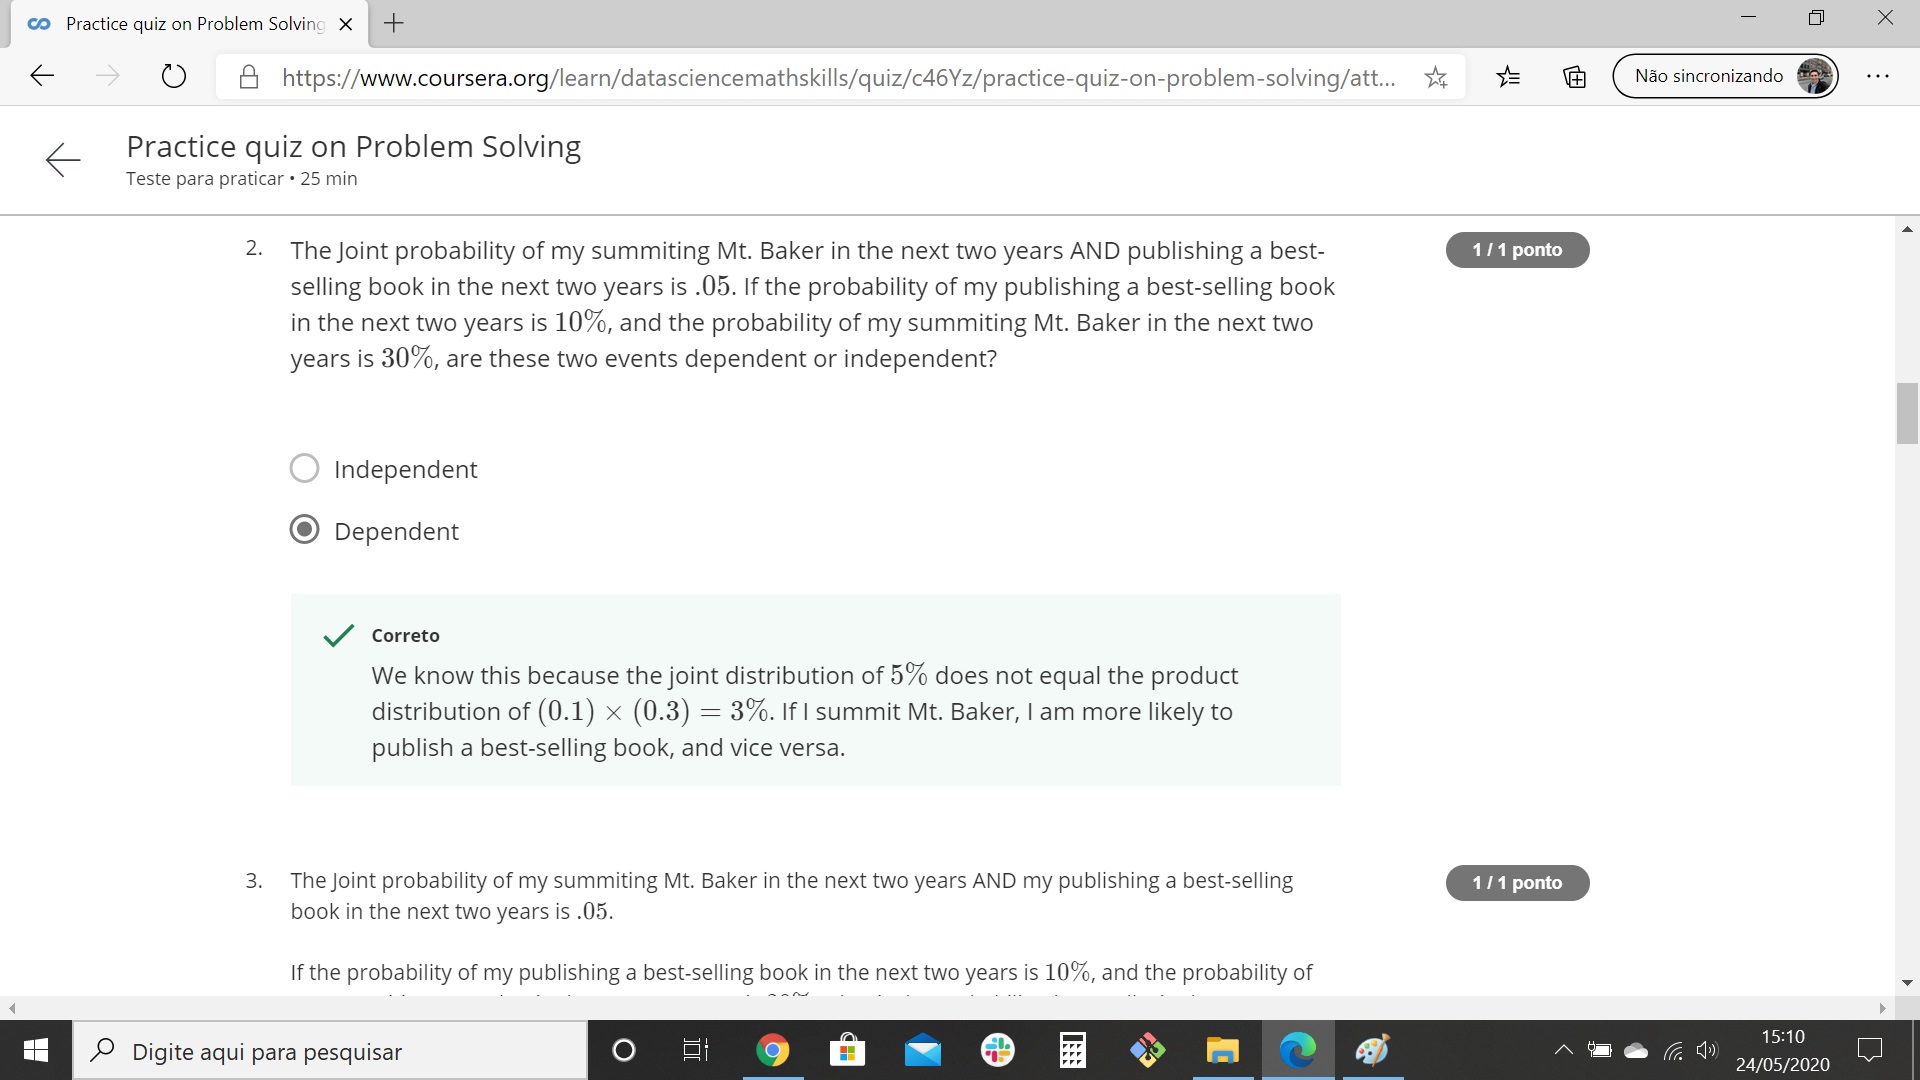 Practice quiz on Problem Solving
https://www.coursera.org/learn/datasciencemathskills/quiz/c46Yz/practice-quiz-on-problem-solving/att...
Não sincronizando
Practice quiz on Problem Solving
Teste para praticar • 25 min
2. The Joint probability of my summiting Mt. Baker in the next two years AND publishing a best-
1 / 1 ponto
selling book in the next two years is .05. If the probability of my publishing a best-selling book
in the next two years is 10%, and the probability of my summiting Mt. Baker in the next two
years is 30%, are these two events dependent or independent?
Independent
Dependent
Correto
We know this because the joint distribution of 5% does not equal the product
distribution of (0.1) × (0.3) = 3%. If I summit Mt. Baker, I am more likely to
publish a best-selling book, and vice versa.
3. The Joint probability of my summiting Mt. Baker in the next two years AND my publishing a best-selling
1 / 1 ponto
book in the next two years is .05.
If the probability of my publishing a best-selling book in the next two years is 10%, and the probability of
Digite aqui para pesquisar
15:10
24/05/2020